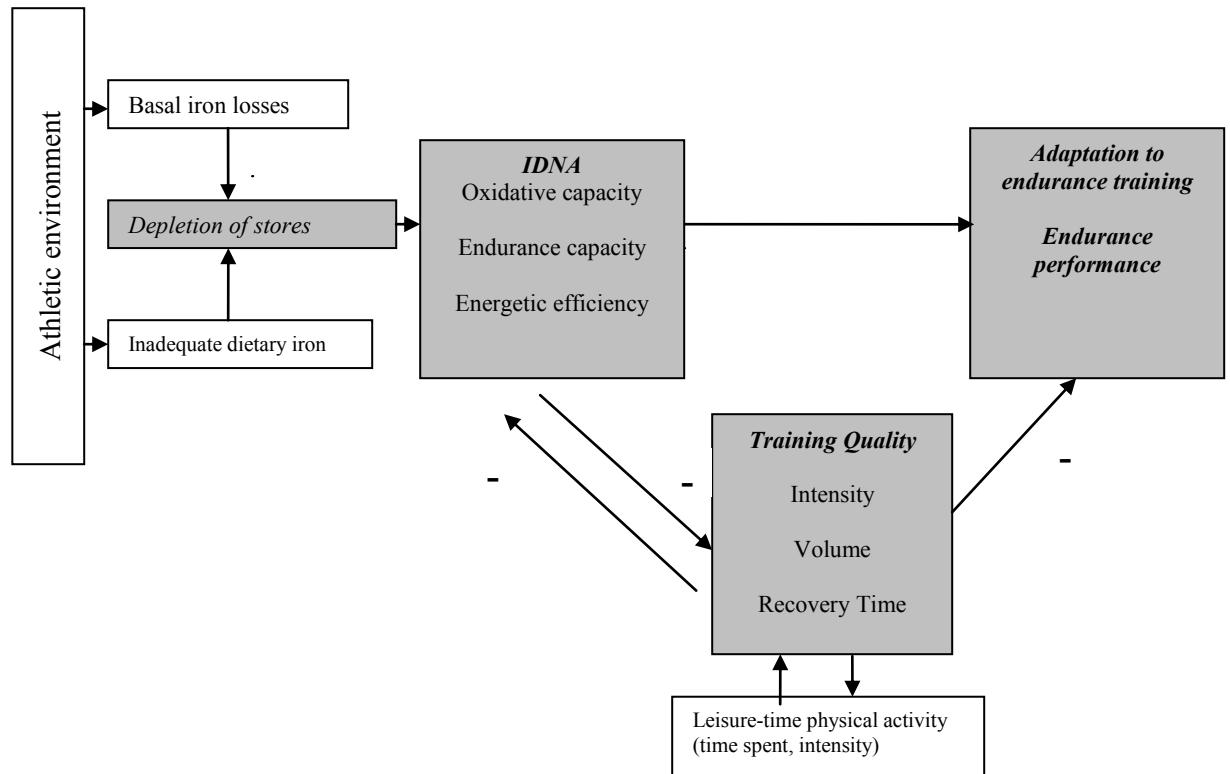 Athletic environment
Basal iron losses
Depletion of stores
Inadequate dietary iron
IDNA
Oxidative capacity
Endurance capacity
Energetic efficiency
Adaptation to
endurance training
Endurance
performance
-
-
-
Training Quality
Intensity
Volume
Recovery Time
Leisure-time physical activity
(time spent, intensity)